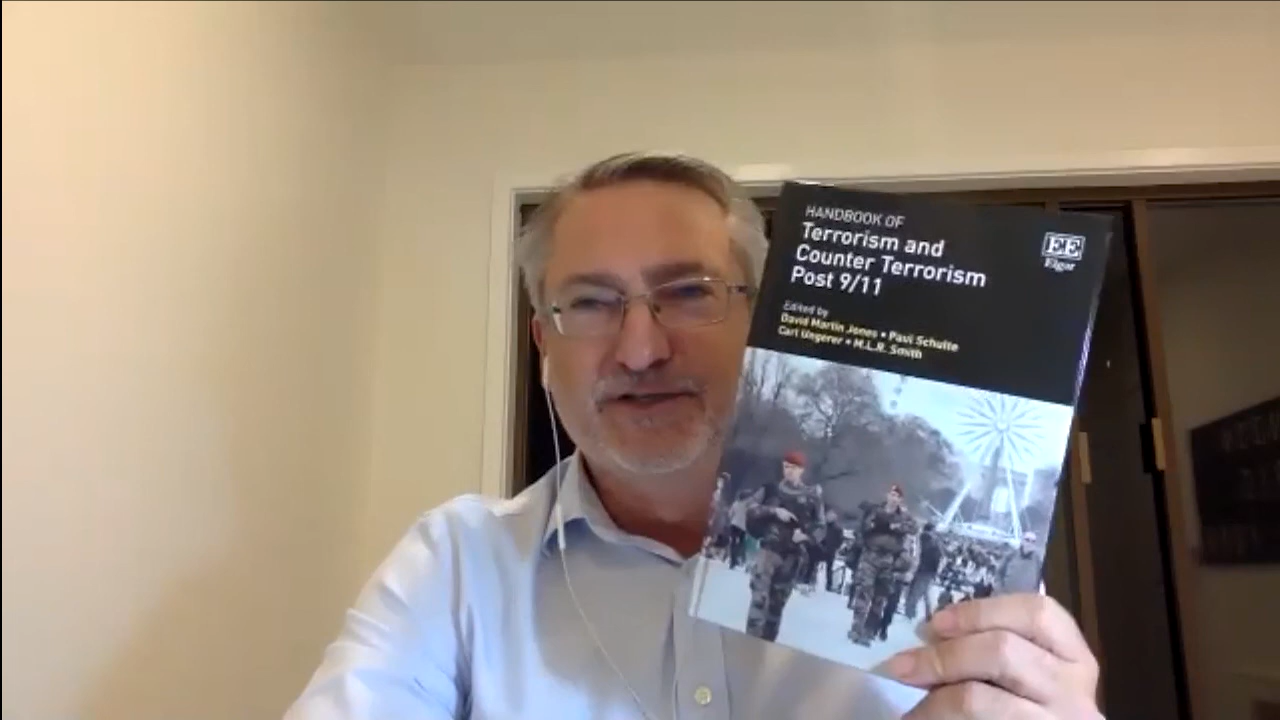 HANDBOOK OF
Terrorism and
Counter Terrorism
Post 9/11
EE
Elgar
Edited by
David Martin Jones • Paul Schulte
Carl Ungerer • M.L.R. Smith